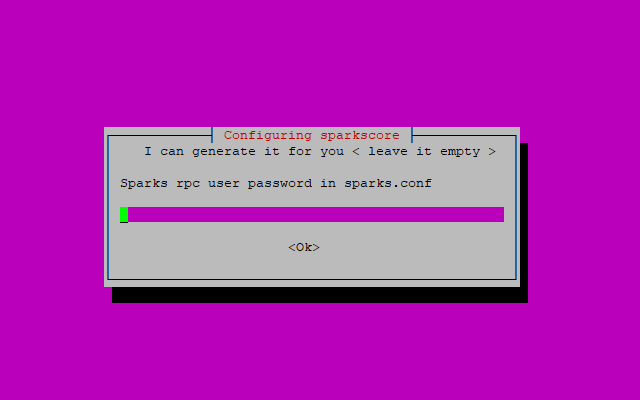 Configuring sparkscore
I can generate it for you < leave it empty >
Sparks rpc user password in sparks.conf
<Ok>